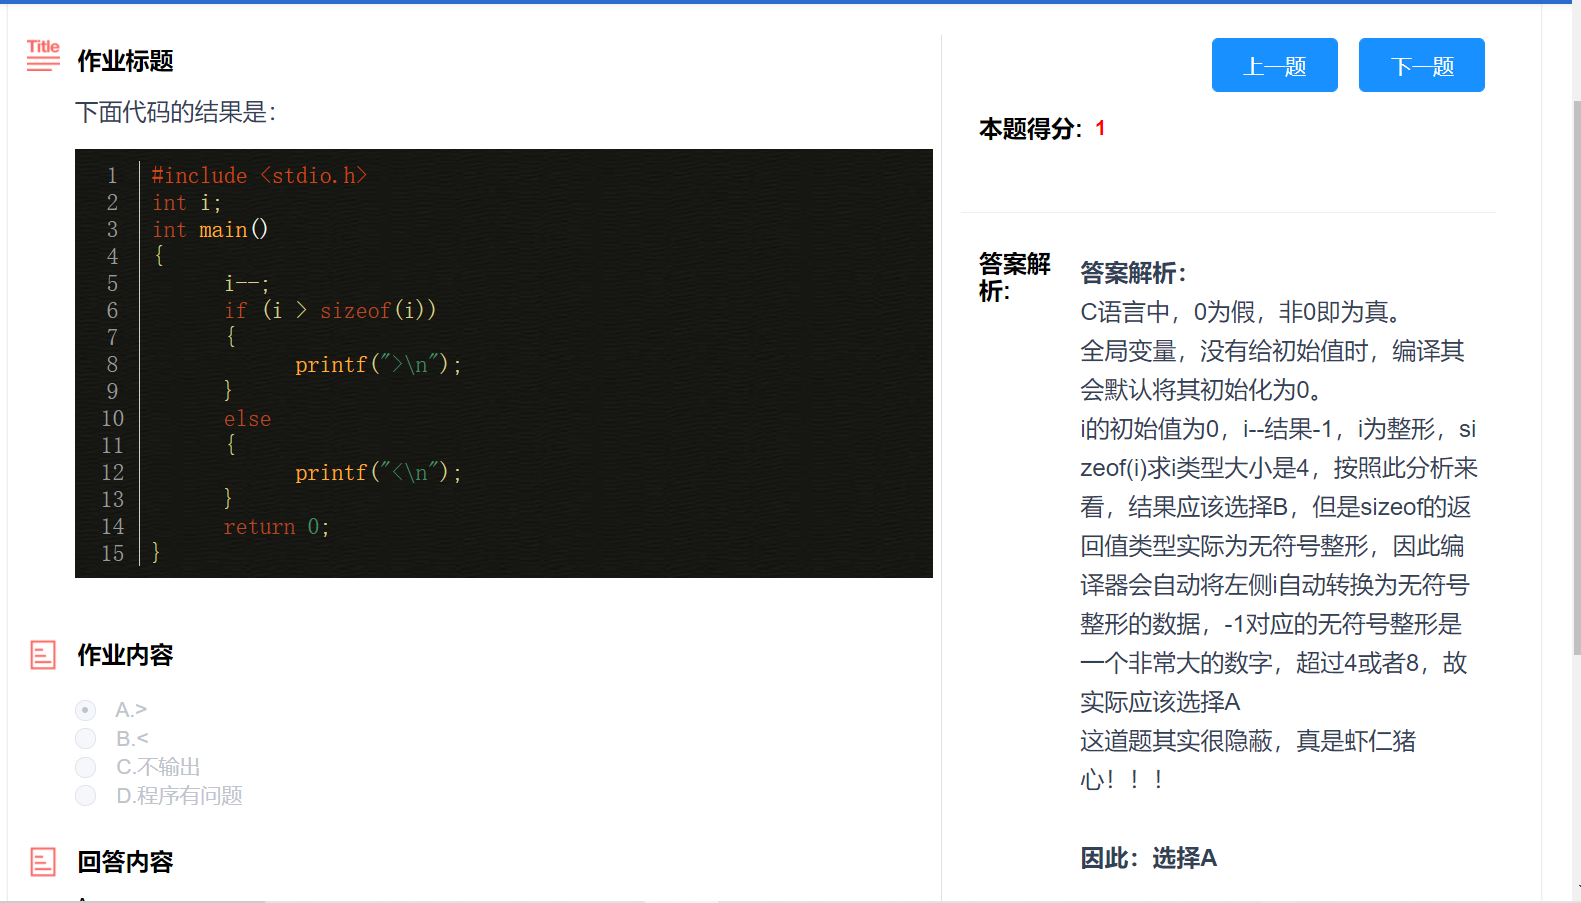 Title
作业标题
下面代码的结果是：
1 #include <stdio.h>
2 int i;
3 int main()
4 {
5 i--;
6 if (i > sizeof(i))
7 {
8 printf(">\n");
9 }
10 else
11 {
12 printf("<\n");
13 }
14 return 0;
15 }
作业内容
A.>
B.<
C.不输出
D.程序有问题
回答内容
上一题
下一题
本题得分: 1
答案解
析:
答案解析：
C语言中，0为假，非0即为真。
全局变量，没有给初始值时，编译其
会默认将其初始化为0。
i的初始值为0，i--结果-1，i为整形，si
zeof(i)求i类型大小是4，按照此分析来
看，结果应该选择B，但是sizeof的返
回值类型实际为无符号整形，因此编
译器会自动将左侧i自动转换为无符号
整形的数据，-1对应的无符号整形是
一个非常大的数字，超过4或者8，故
实际应该选择A
这道题其实很隐蔽，真是虾仁猪
心！！！
因此：选择A